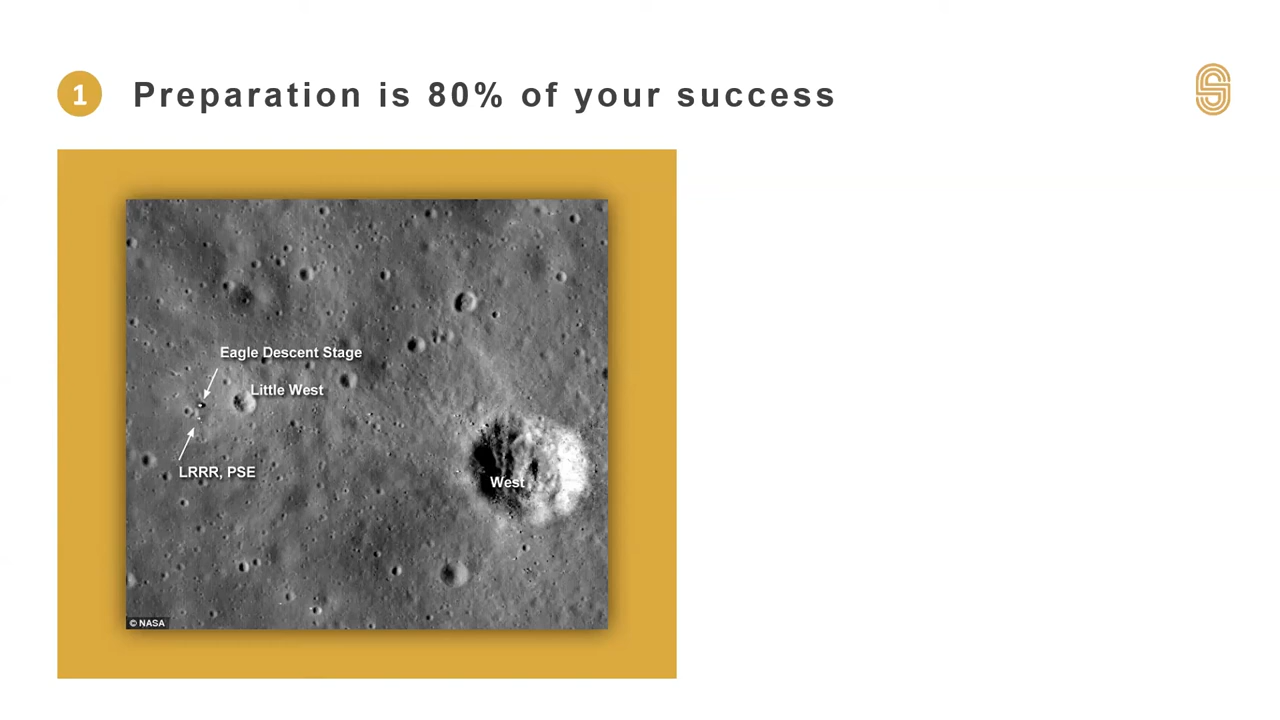 1
Preparation is 80% of your success
Eagle Descent Stage
Little West
LRRR, PSE
West
© NASA